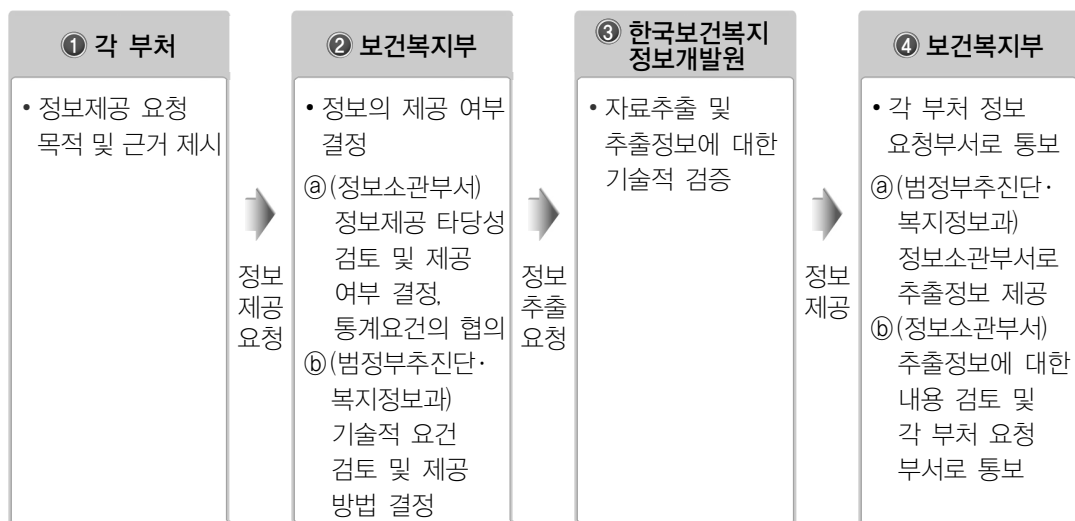 ❶ 각 부처
• 정보제공 요청
목적 및 근거 제시
정보
제공
요청
❷ 보건복지부
• 정보의 제공 여부
결정
ⓐ(정보소관부서)
정보제공 타당성
검토 및 제공
여부 결정,
통계요건의 협의
ⓑ(범정부추진단·
복지정보과)
기술적 요건
검토 및 제공
방법 결정
정보
추출
요청
❸ 한국보건복지
정보개발원
• 자료추출 및
추출정보에 대한
기술적 검증
정보
제공
❹ 보건복지부
• 각 부처 정보
요청부서로 통보
ⓐ(범정부추진단·
복지정보과)
정보소관부서로
추출정보 제공
ⓑ(정보소관부서)
추출정보에 대한
내용 검토 및
각 부처 요청
부서로 통보